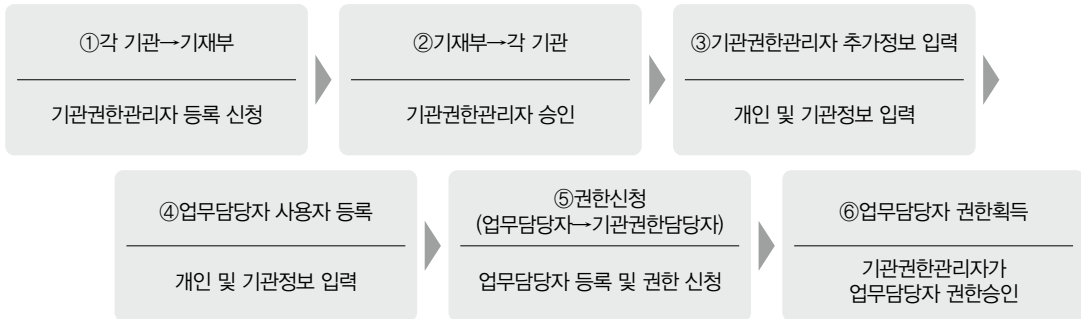 ①각 기관→기재부
기관권한관리자 등록 신청
②기재부→각 기관
기관권한관리자 승인
③기관권한관리자 추가정보 입력
개인 및 기관정보 입력
④업무담당자 사용자 등록
개인 및 기관정보 입력
⑤권한신청
(업무담당자→기관권한담당자)
업무담당자 등록 및 권한 신청
⑥업무담당자 권한획득
기관권한관리자가
업무담당자 권한승인